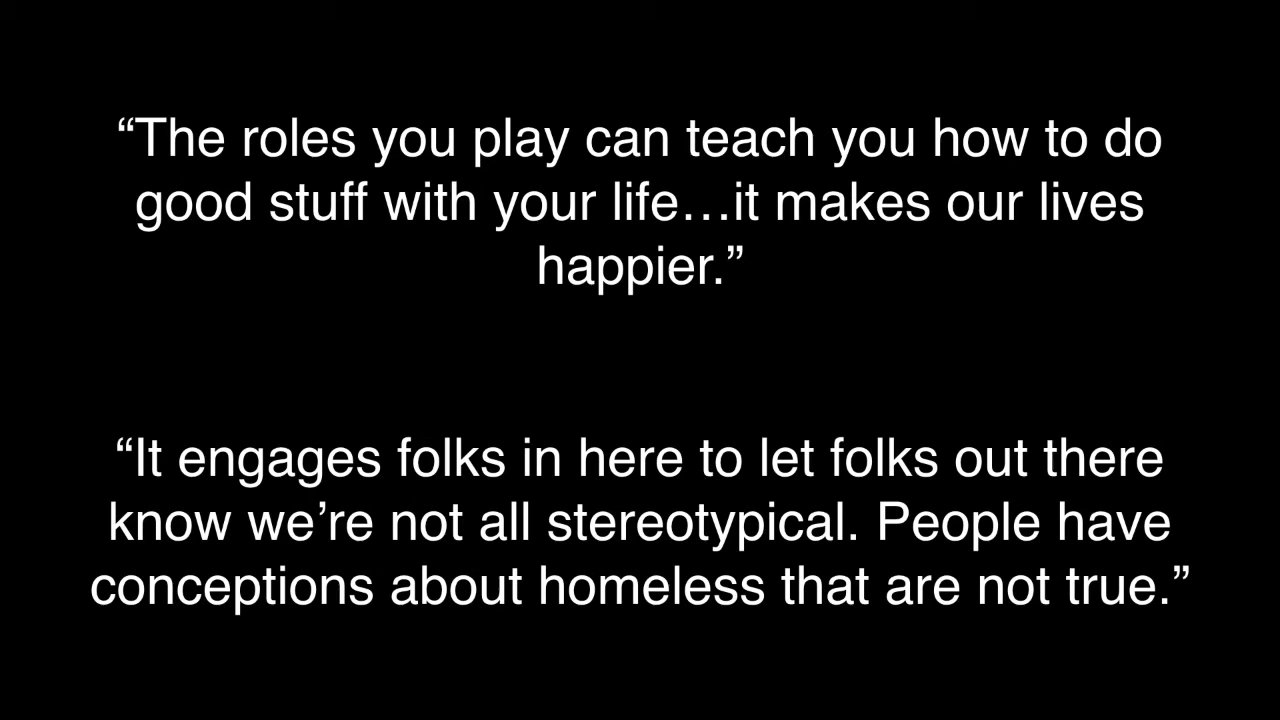 “The roles you play can teach you how to do
good stuff with your life…it makes our lives
happier.”
“It engages folks in here to let folks out there
know we’re not all stereotypical. People have
conceptions about homeless that are not true.”